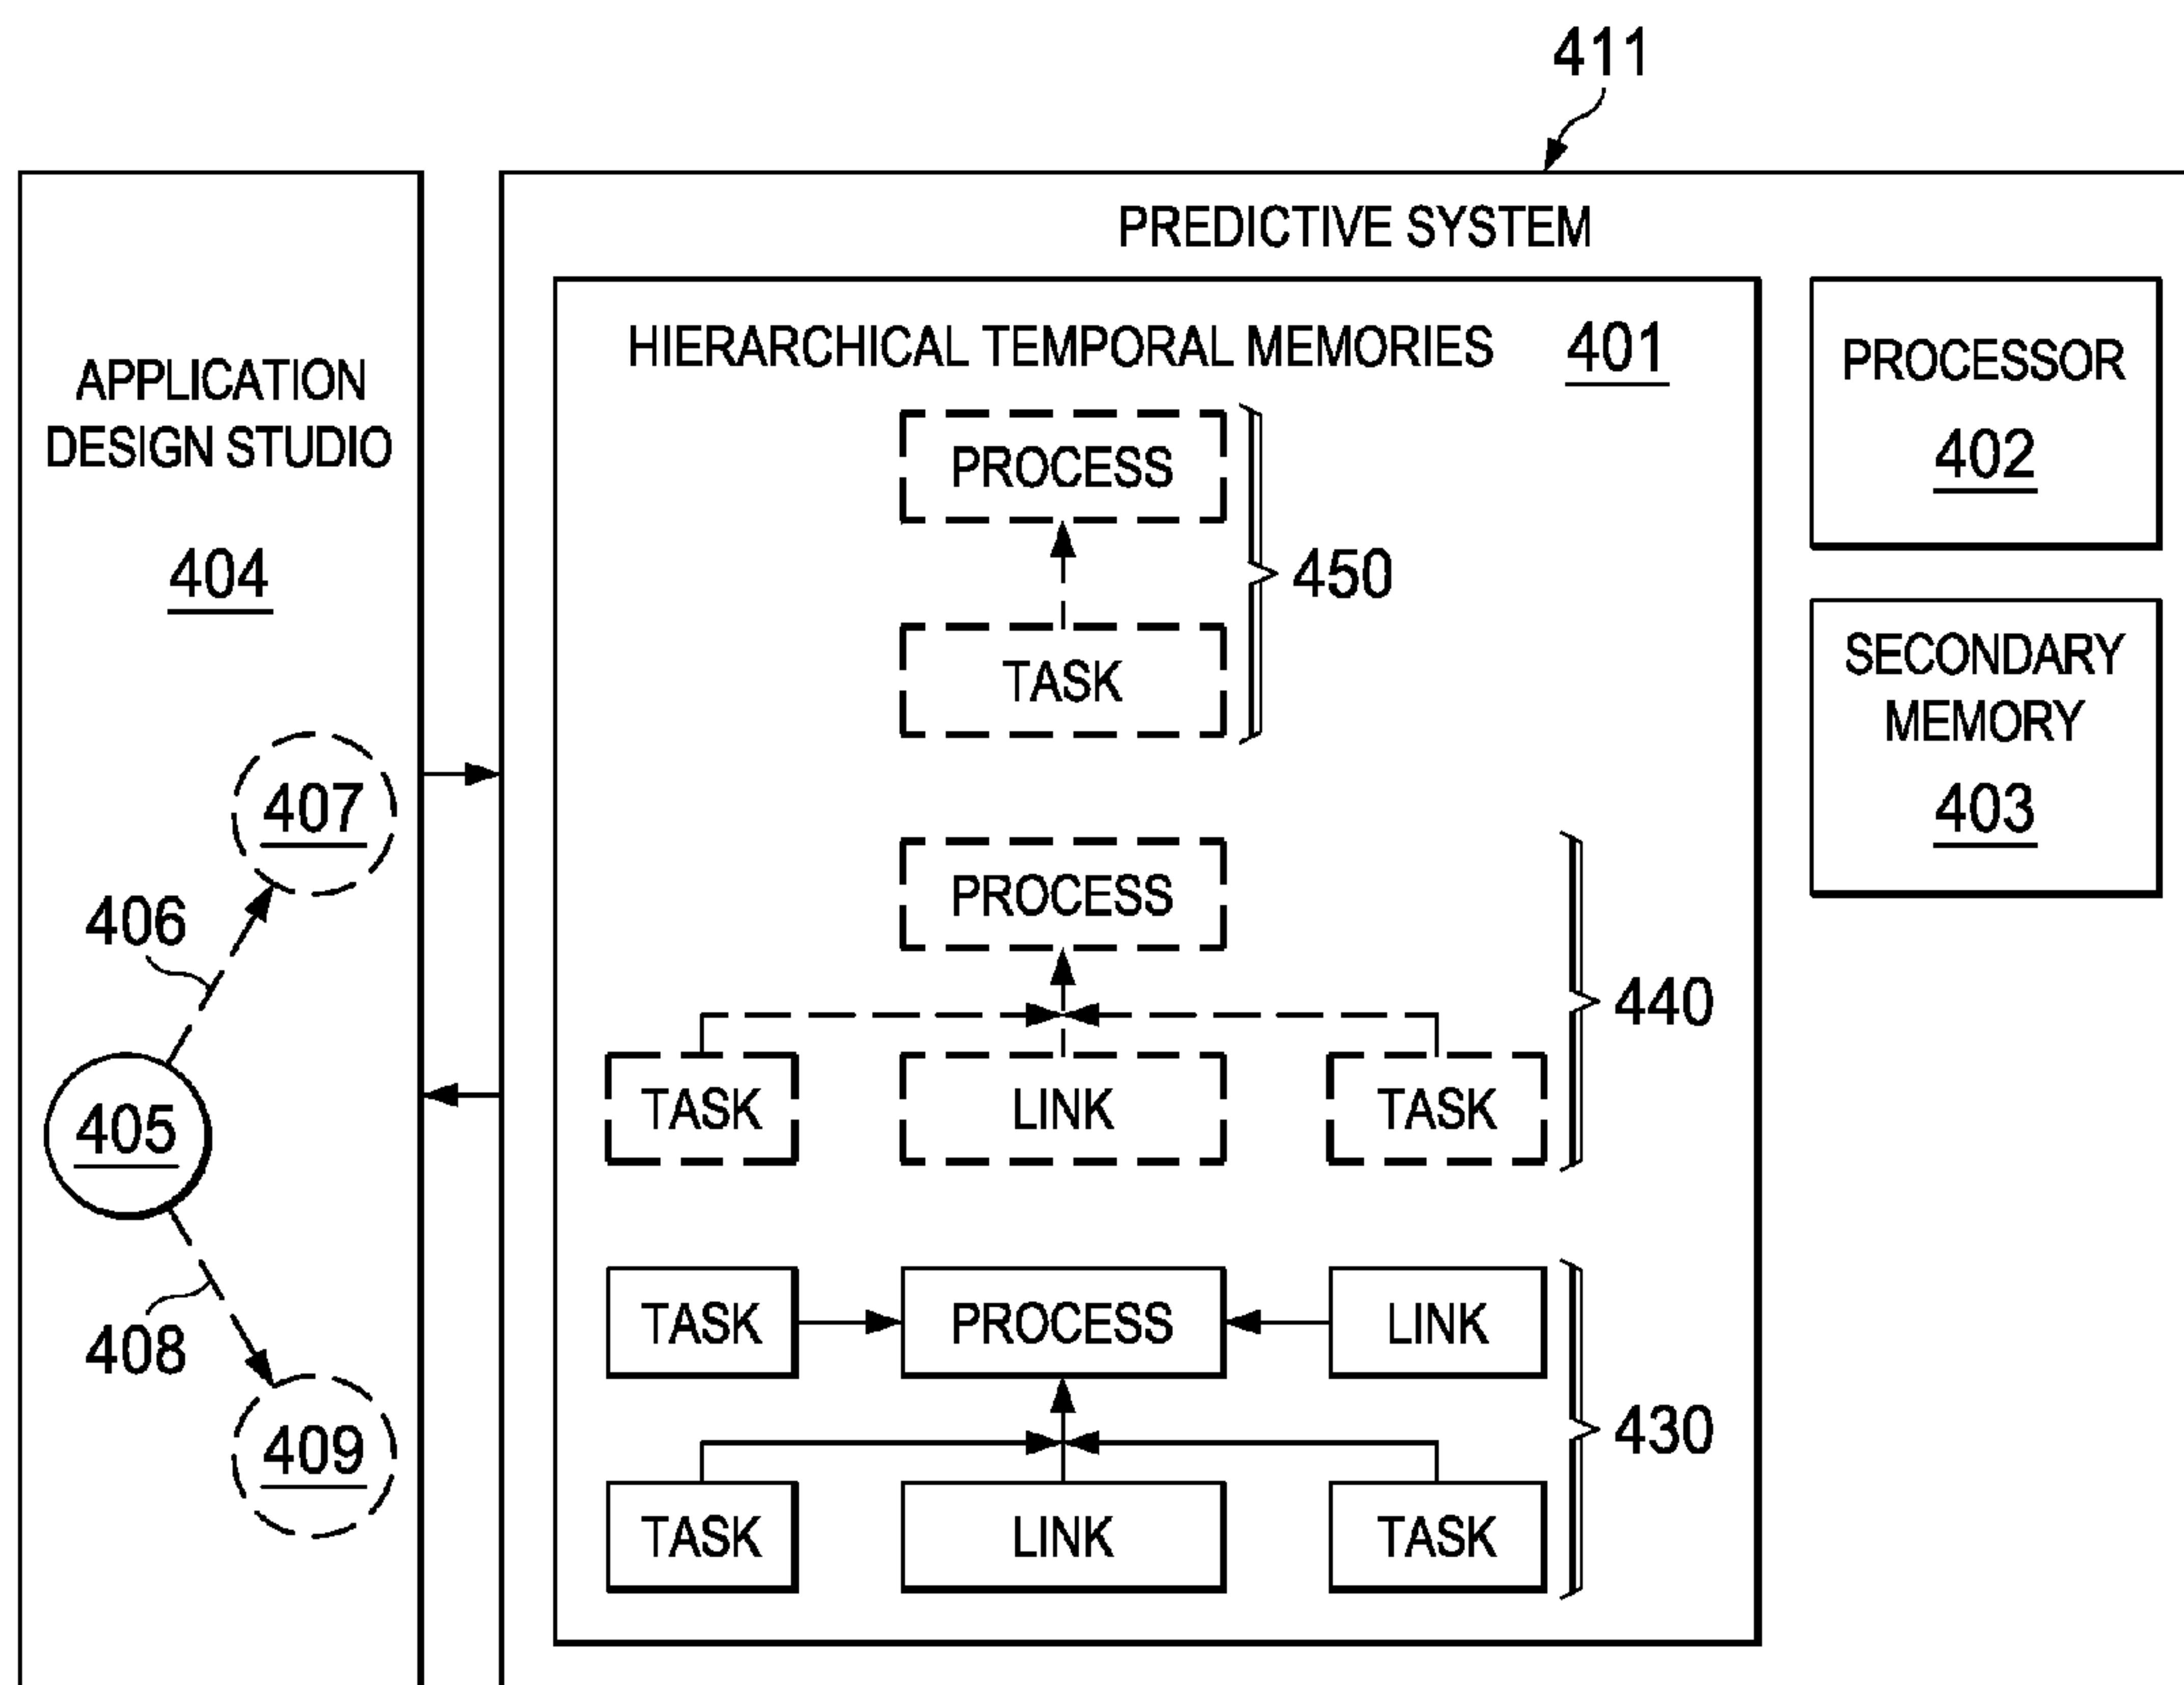 411
APPLICATION
DESIGN STUDIO
404
407
406
405
408
409
PREDICTIVE SYSTEM
HIERARCHICAL TEMPORAL MEMORIES 401
PROCESS
TASK
450
PROCESS
TASK LINK TASK
440
TASK PROCESS LINK
TASK LINK TASK
430
PROCESSOR
402
SECONDARY
MEMORY
403